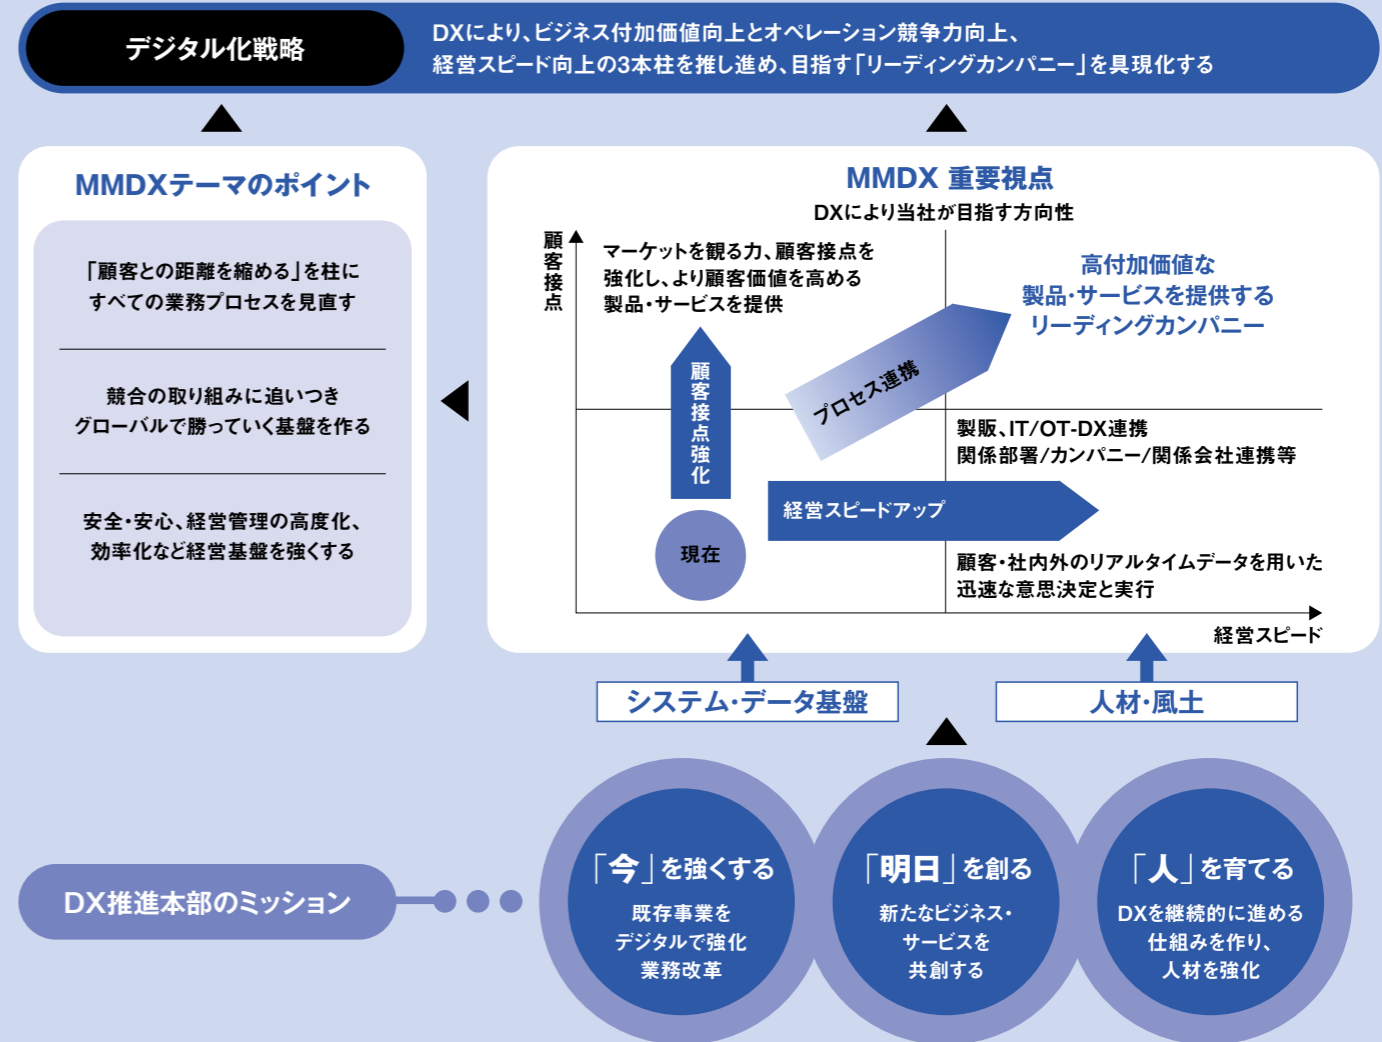 デジタル化戦略
DXにより、ビジネス付加価値向上とオペレーション競争力向上、
経営スピード向上の3本柱を推し進め、目指す「リーディングカンパニー」を具現化する
MMDXテーマのポイント
「顧客との距離を縮める」を柱に
すべての業務プロセスを見直す
競合の取り組みに追いつき
グローバルで勝っていく基盤を作る
安全・安心、経営管理の高度化、
効率化など経営基盤を強くする
MMDX 重要視点
DXにより当社が目指す方向性
顧客接点
マーケットを観る力、顧客接点を
強化し、より顧客価値を高める
製品・サービスを提供
高付加価値な
製品・サービスを提供する
リーディングカンパニー
顧客接点強化
プロセス連携
製販、IT/OT-DX連携
関係部署/カンパニー/関係会社連携等
経営スピードアップ
現在
顧客・社内外のリアルタイムデータを用いた
迅速な意思決定と実行
経営スピード
システム・データ基盤
人材・風土
DX推進本部のミッション
「今」を強くする
既存事業を
デジタルで強化
業務改革
「明日」を創る
新たなビジネス・
サービスを
共創する
「人」を育てる
DXを継続的に進める
仕組みを作り、
人材を強化